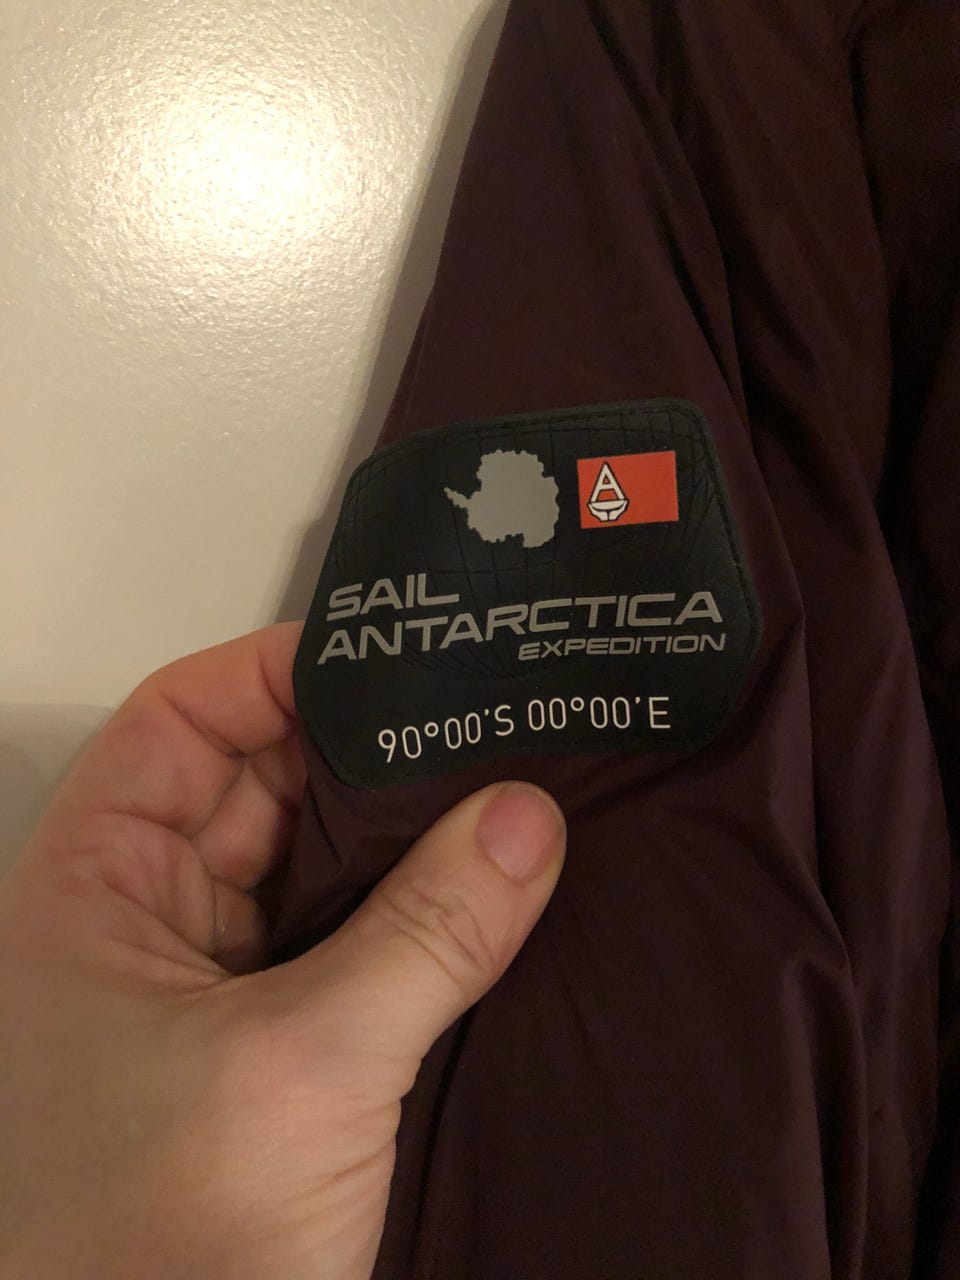 A
SAIL
ANTARCTICA
EXPEDITION
90°00'S 00°00'E